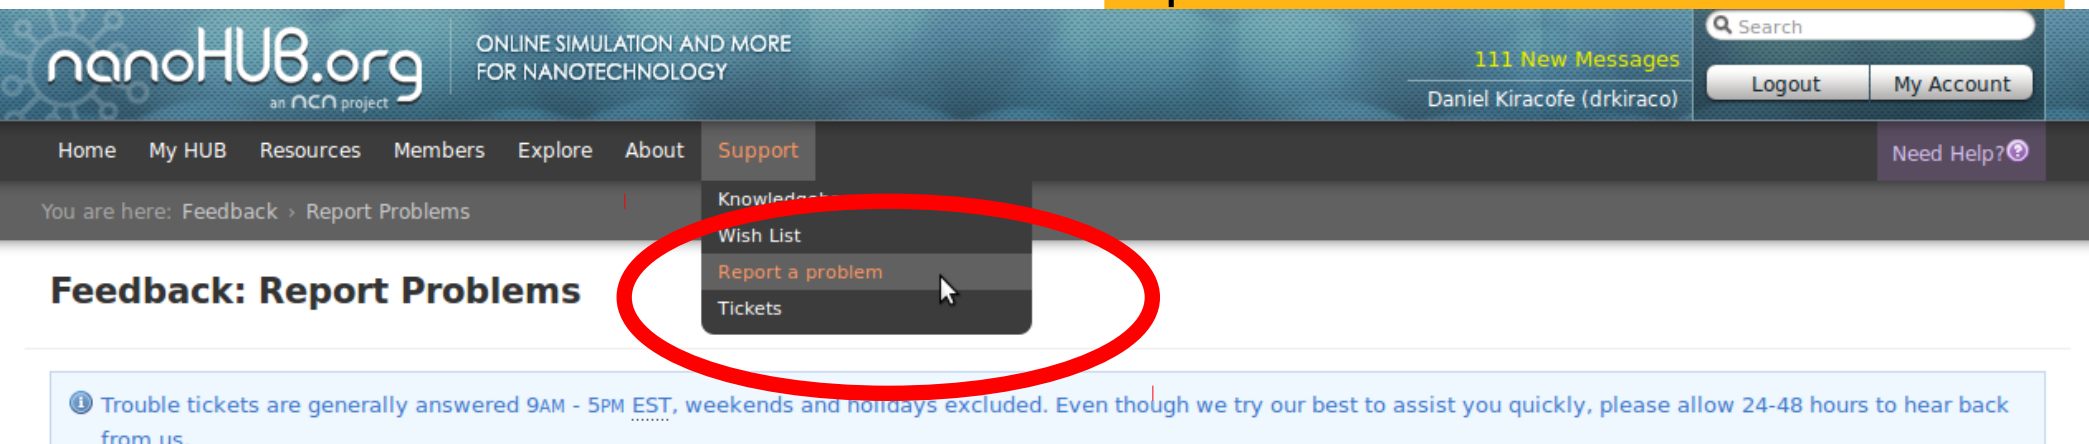 nanoHUB.org
an ncn project
ONLINE SIMULATION AND MORE
FOR NANOTECHNOLOGY
111 New Messages
Daniel Kiracofe (drkiraco)
Search
Logout My Account
Home My HUB Resources Members Explore About Support
Need Help?
You are here: Feedback › Report Problems
Wish List
Report a problem
Tickets
Feedback: Report Problems
Trouble tickets are generally answered 9AM - 5PM EST, weekends and holidays excluded. Even though we try our best to assist you quickly, please allow 24-48 hours to hear back
from us.